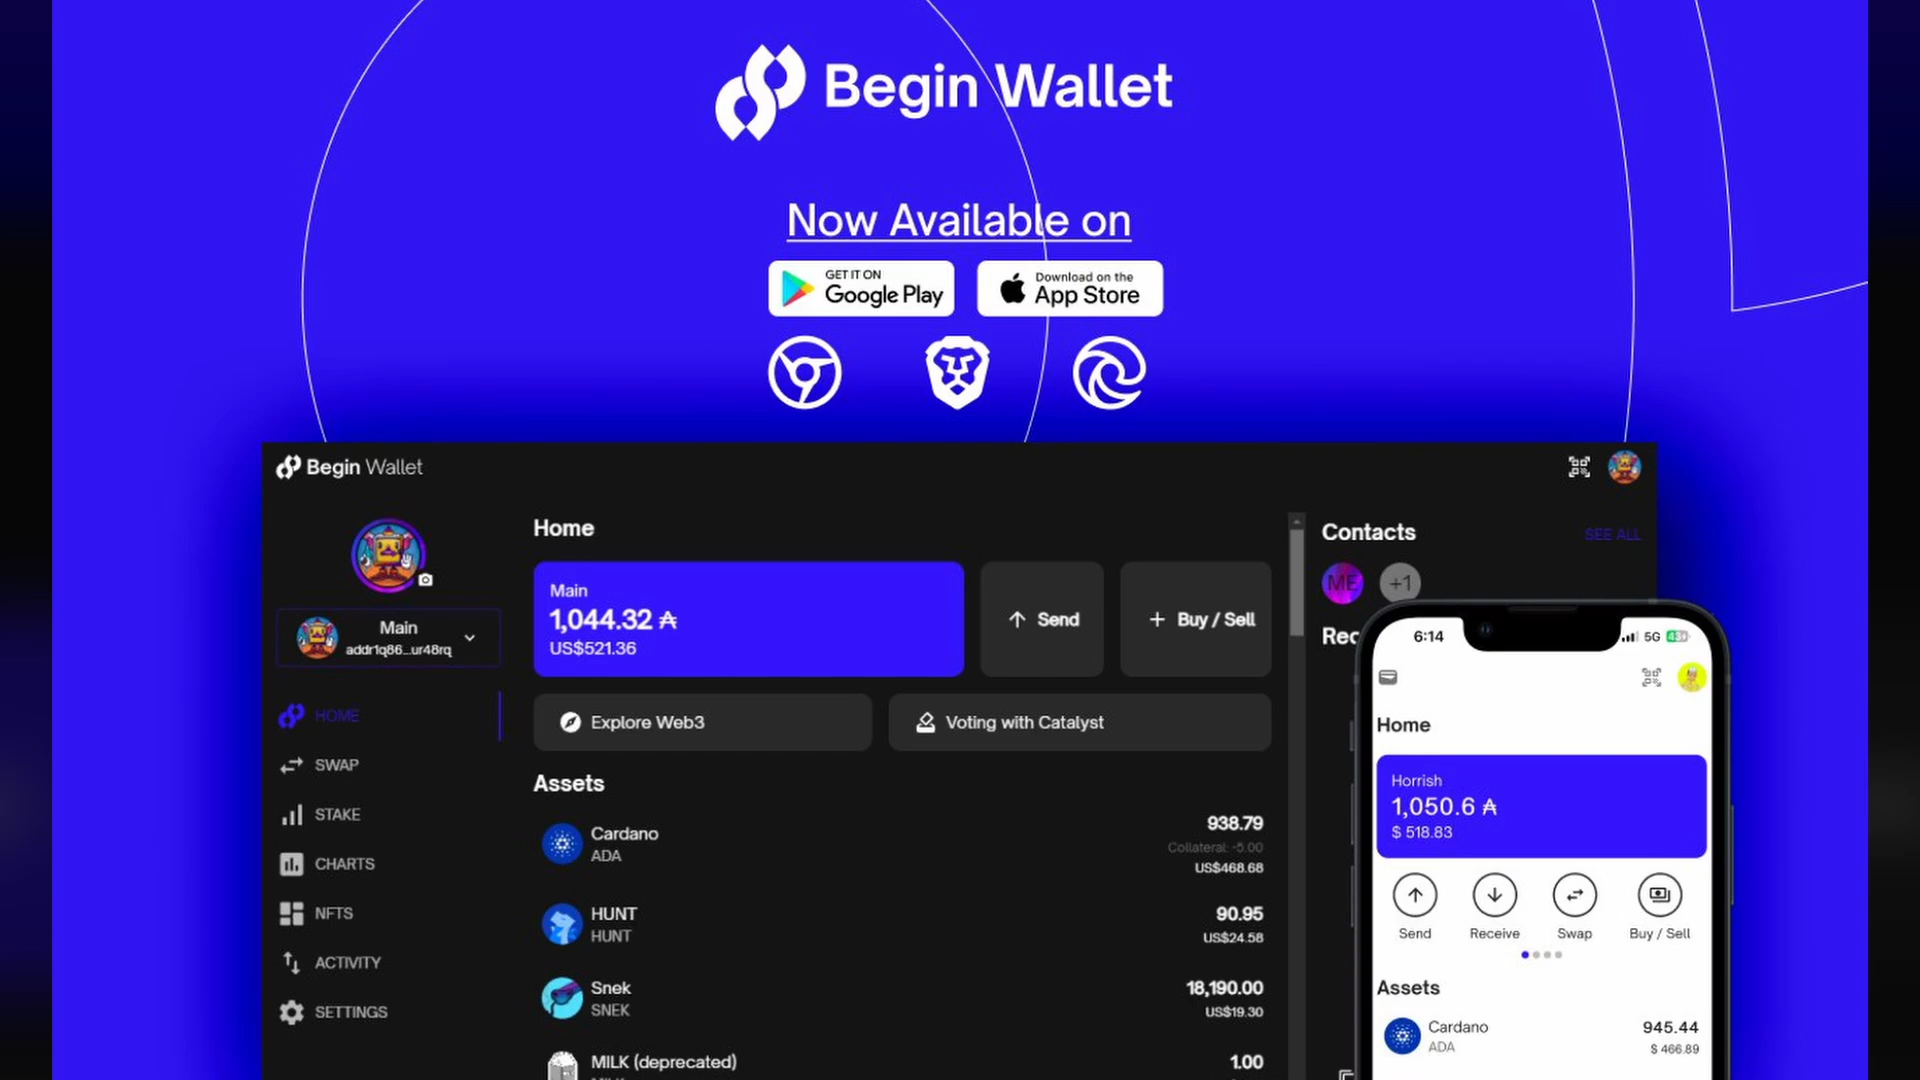 Begin Wallet
Now Available on
GET IT ON
Google Play
Download on the
App Store
Begin Wallet
Main
addr1q86...ur48rq
HOME
SWAP
STAKE
CHARTS
NFTS
ACTIVITY
SETTINGS
Home
Main
1,044.32 ₳
US$521.36
Send
Buy / Sell
Explore Web3
Voting with Catalyst
Assets
Cardano
ADA
938.79
Collateral: -5.00
US$468.68
HUNT
HUNT
90.95
US$24.58
Snek
SNEK
18,190.00
US$19.30
MILK (deprecated)
1.00
Contacts
SEE ALL
ME
+1
6:14
5G
Home
Horrish
1,050.6 ₳
$ 518.83
Send
Receive
Swap
Buy / Sell
Assets
Cardano
ADA
945.44
$ 466.89